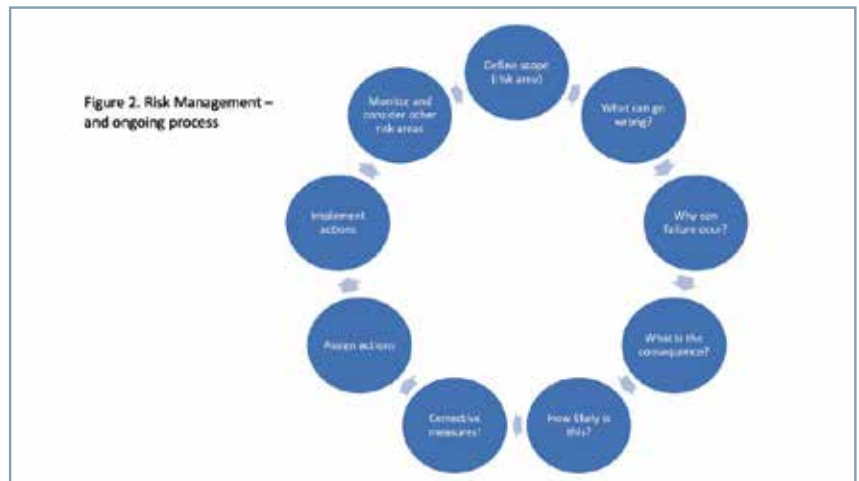 Figure 2. Risk Management –
and ongoing process
Define scope
(risk area)
What can go
wrong?
Why can
failure ocur?
What is the
consequence?
How likely is
this?
Corrective
measures!
Assign actions
Implement
actions
Monitor and
consider other
risk areas